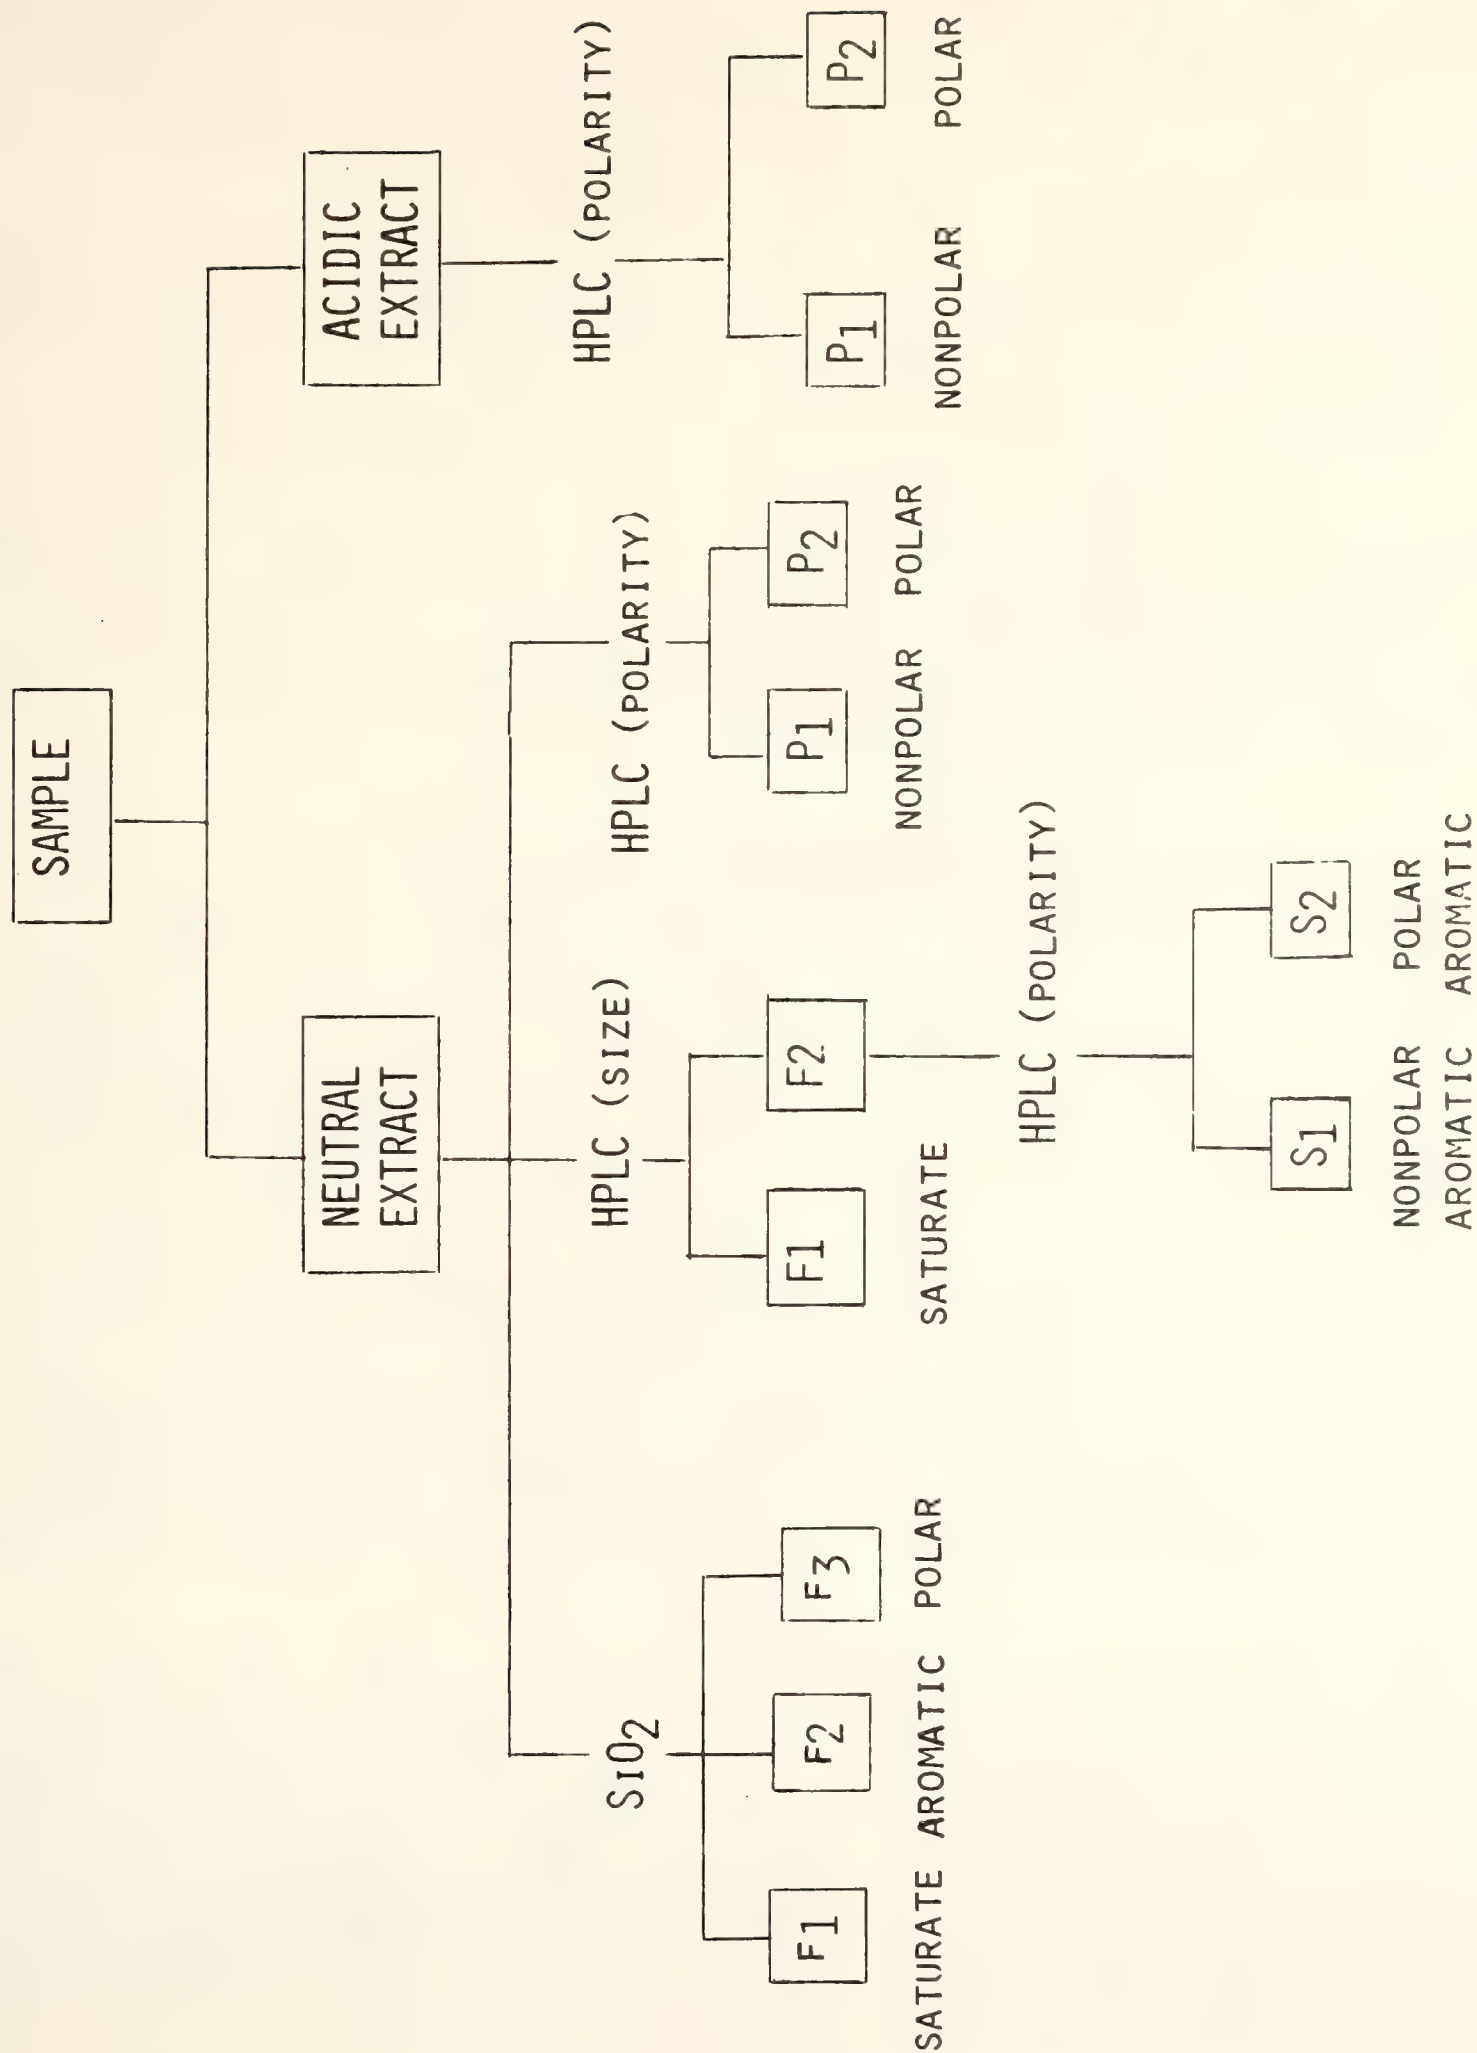 SAMPLE
NEUTRAL
EXTRACT
ACIDIC
EXTRACT
SiO2
HPLC (SIZE)
HPLC (POLARITY)
HPLC (POLARITY)
F1
F2
F3
SATURATE
AROMATIC
POLAR
F1
F2
SATURATE
P1
P2
NONPOLAR
POLAR
P1
P2
NONPOLAR
POLAR
HPLC (POLARITY)
S1
S2
NONPOLAR
AROMATIC
POLAR
AROMATIC